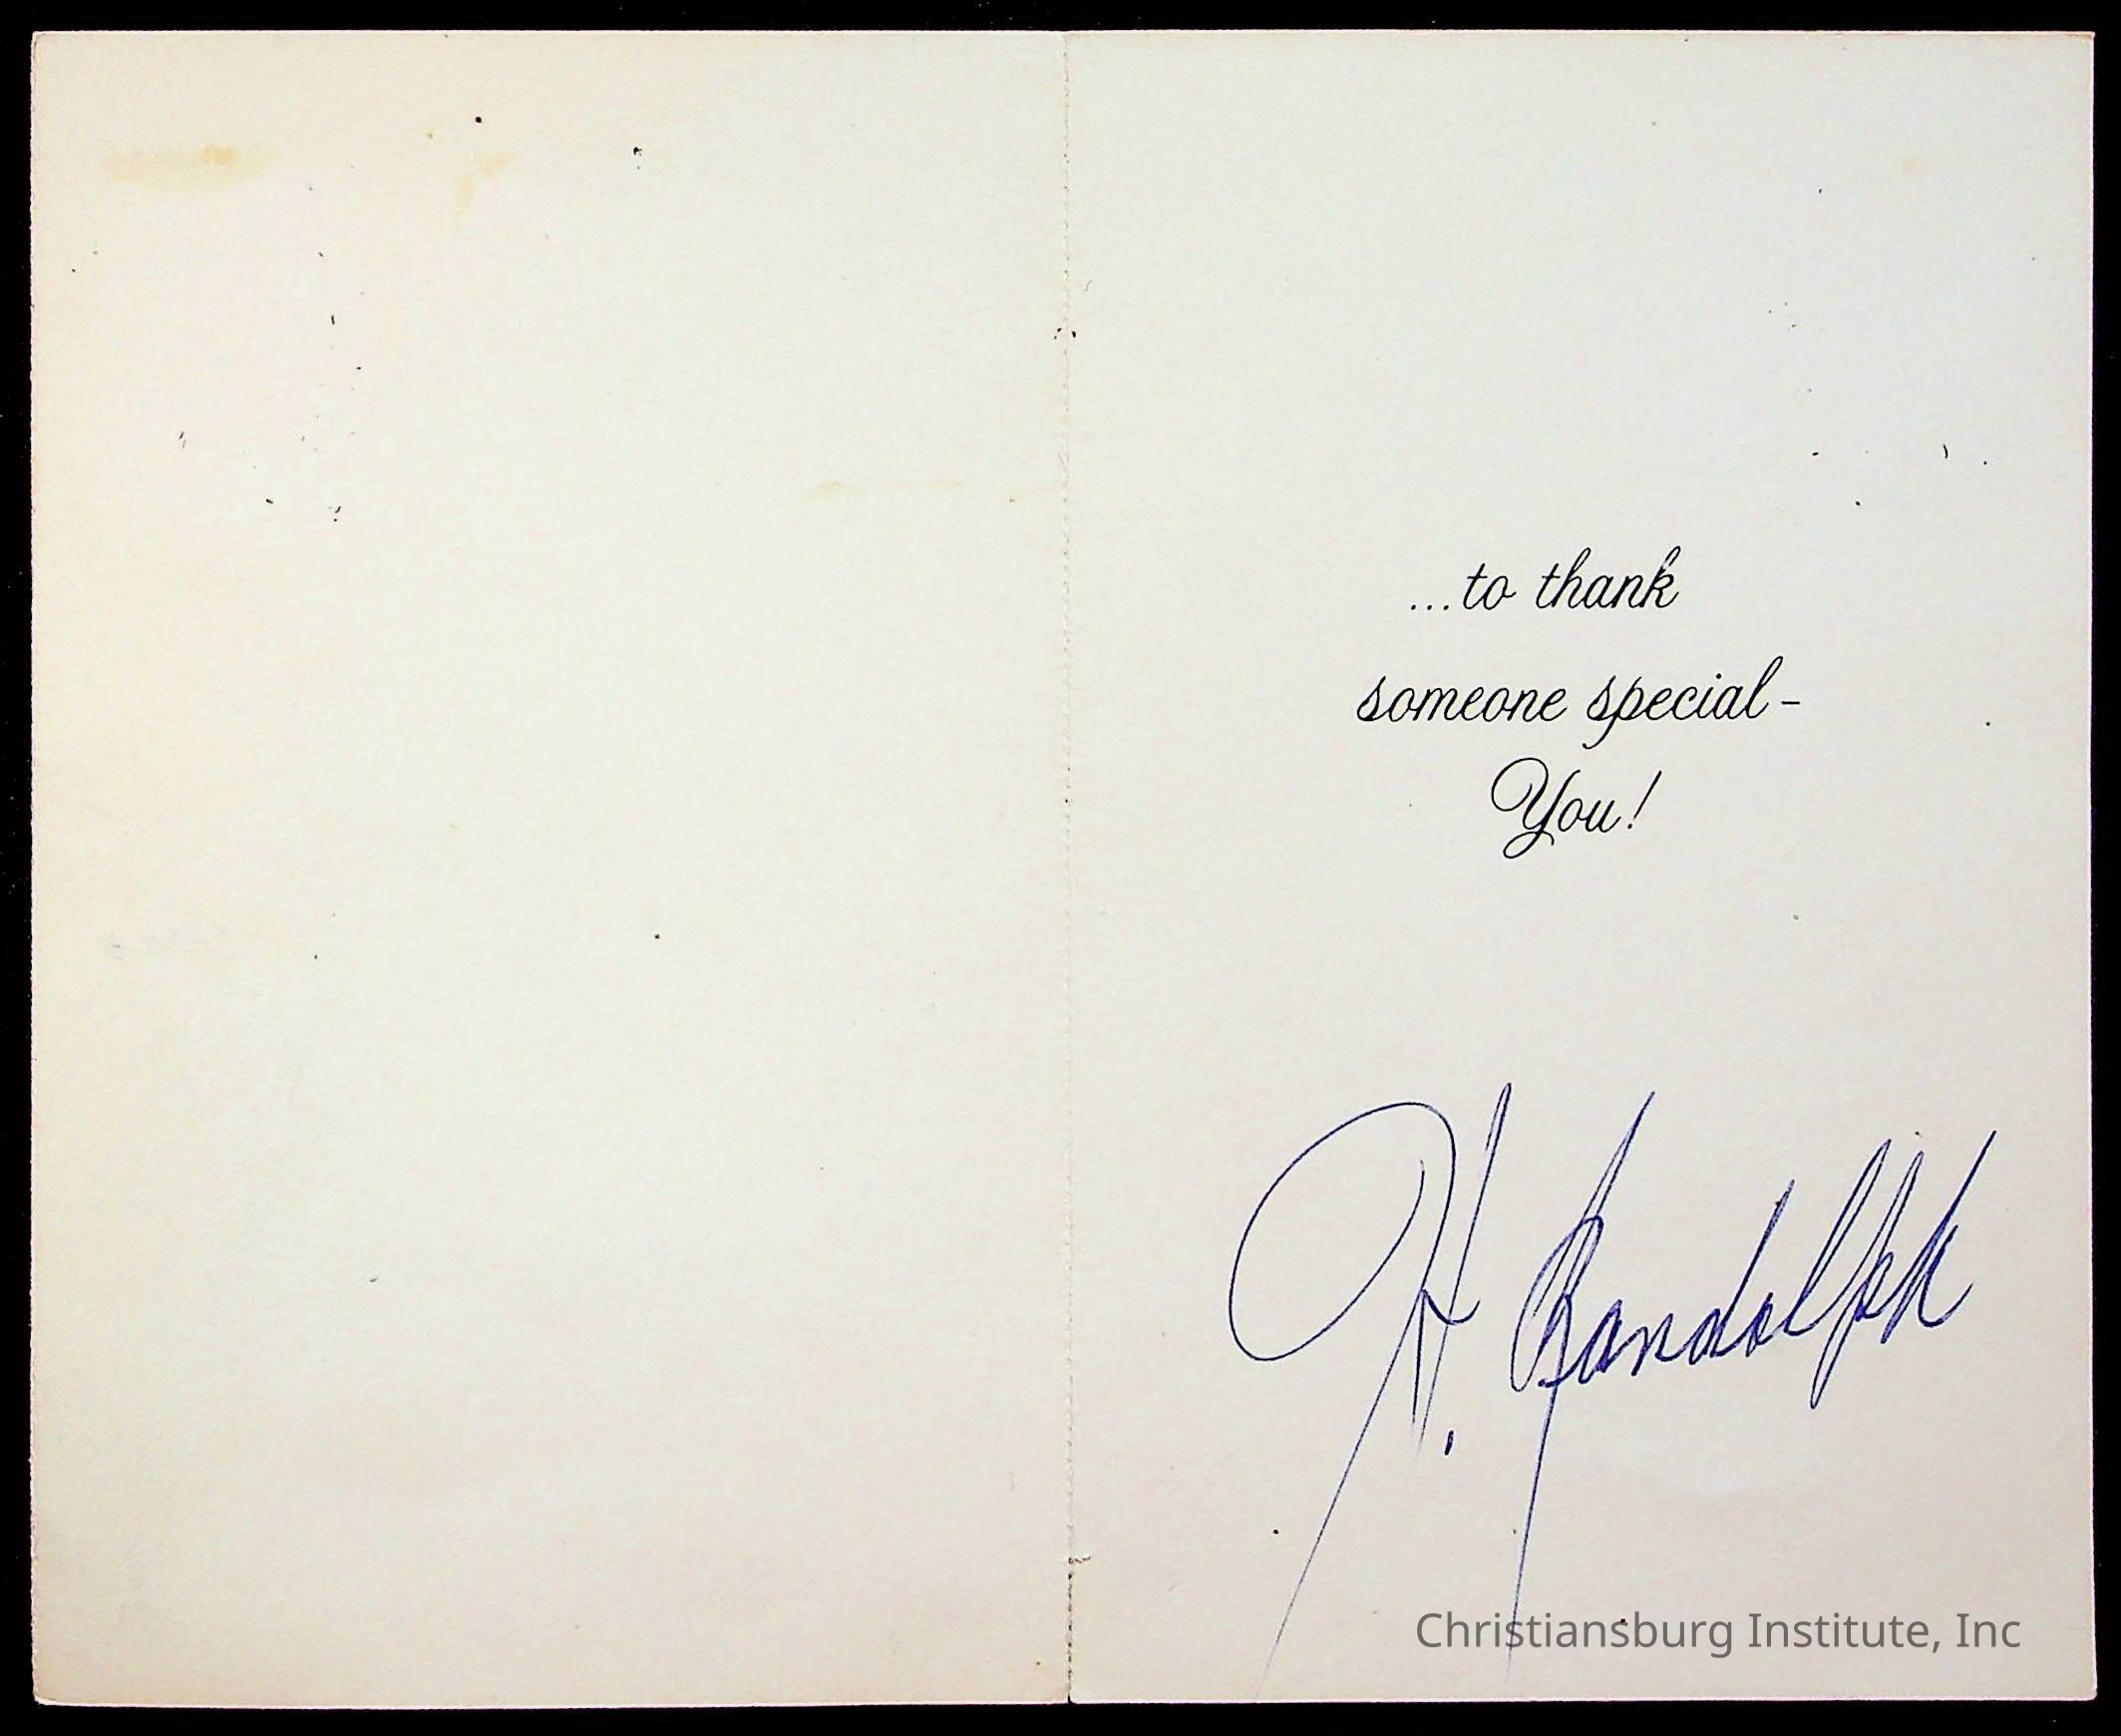 ...to thank
someone special-
You!
H. Randolph
Christiansburg Institute, Inc